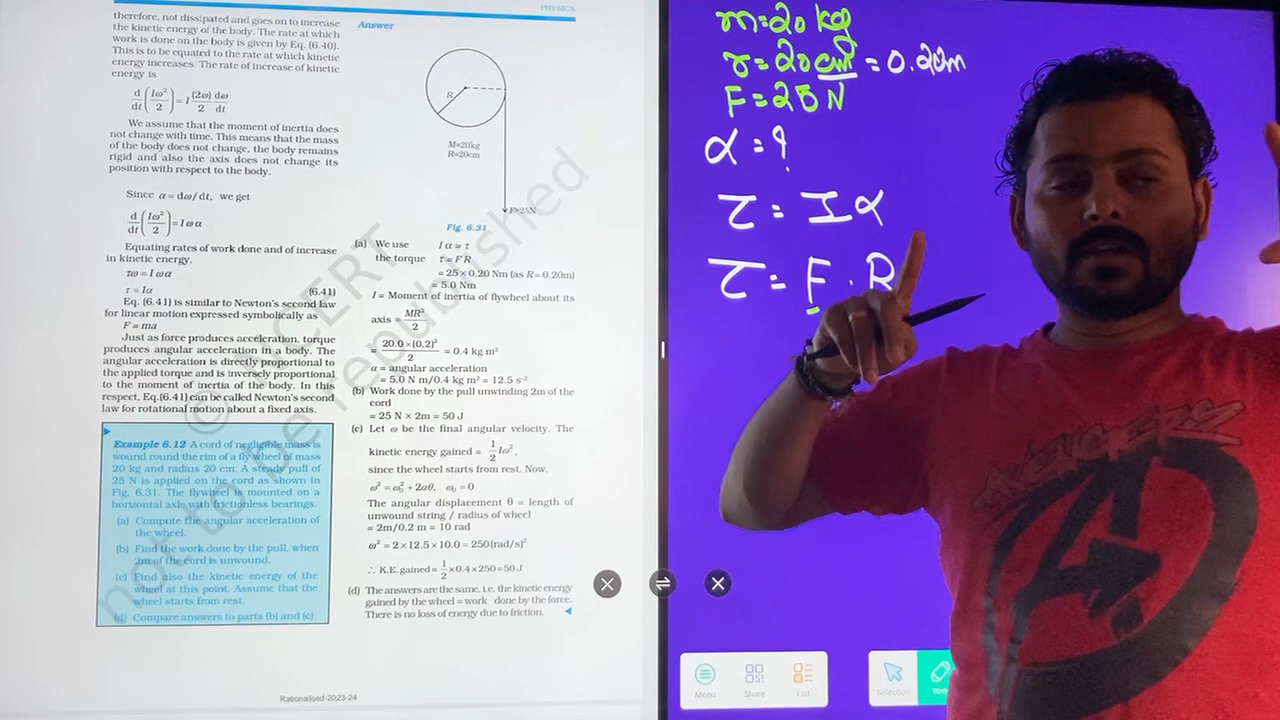 PHYSICS
therefore, not dissipated and goes on to increase
the kinetic energy of the body. The rate at which
work is done on the body is given by Eq. (6.40).
This is to be equated to the rate at which kinetic
energy increases. The rate of increase of kinetic
energy is
d/dt (Iω²/2) = I (2ω)/2 dω/dt
We assume that the moment of inertia does
not change with time. This means that the mass
of the body does not change, the body remains
rigid and also the axis does not change its
position with respect to the body.
Since α = dω/dt, we get
d/dt (Iω²/2) = I ω α
Equating rates of work done and of increase
in kinetic energy,
τω = I ω α
τ = Iα (6.41)
Eq. (6.41) is similar to Newton's second law
for linear motion expressed symbolically as
F = ma
Just as force produces acceleration, torque
produces angular acceleration in a body. The
angular acceleration is directly proportional to
the applied torque and is inversely proportional
to the moment of inertia of the body. In this
respect, Eq.(6.41) can be called Newton's second
law for rotational motion about a fixed axis.
Example 6.12 A cord of negligible mass is
wound round the rim of a fly wheel of mass
20 kg and radius 20 cm. A steady pull of
25 N is applied on the cord as shown in
Fig. 6.31. The flywheel is mounted on a
horizontal axle with frictionless bearings.
(a) Compute the angular acceleration of
the wheel.
(b) Find the work done by the pull, when
2m of the cord is unwound.
(c) Find also the kinetic energy of the
wheel at this point. Assume that the
wheel starts from rest.
(d) Compare answers to parts (b) and (c).
Answer
R
M=20kg
R=20cm
F=25N
Fig. 6.31
(a) We use I α = τ
the torque τ = F R
= 25×0.20 Nm (as R=0.20m)
= 5.0 Nm
I = Moment of inertia of flywheel about its
axis = MR²/2
= 20.0×(0.2)²/2 = 0.4 kg m²
α = angular acceleration
= 5.0 N m/0.4 kg m² = 12.5 s⁻²
(b) Work done by the pull unwinding 2m of the
cord
= 25 N × 2m = 50 J
(c) Let ω be the final angular velocity. The
kinetic energy gained = 1/2 Iω²,
since the wheel starts from rest. Now,
ω² = ω₀² + 2αθ, ω₀ = 0
The angular displacement θ = length of
unwound string / radius of wheel
= 2m/0.2 m = 10 rad
ω² = 2×12.5×10.0 = 250(rad/s)²
∴ K.E. gained = 1/2 ×0.4×250 = 50 J
(d) The answers are the same, i.e. the kinetic energy
gained by the wheel = work done by the force.
There is no loss of energy due to friction.
© NCERT
not to be republished
Rationalised-2023-24
m=20 kg
r=20cm = 0.20m
F=25 N
α = ?
τ = Iα
τ = F . R
Menu
Share
List
Selection
AVENGERS